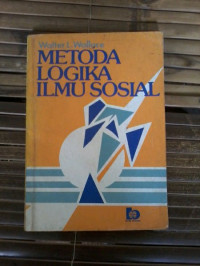 Walter L. Wallace
METODA
LOGIKA
ILMU SOSIAL